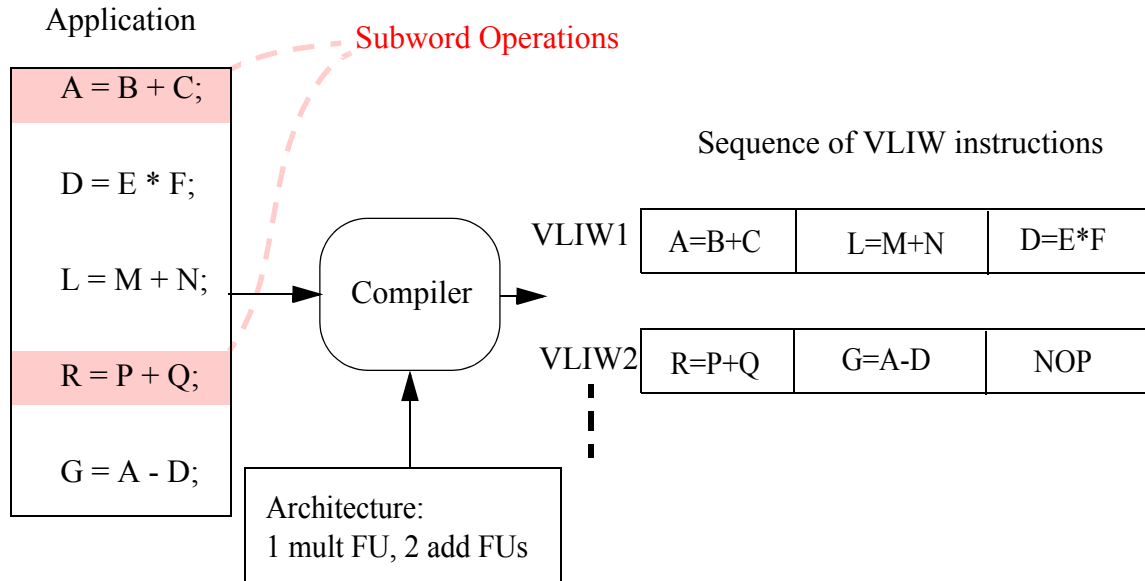 Application
Subword Operations
A = B + C;
D = E * F;
L = M + N;
R = P + Q;
G = A - D;
Compiler
Architecture:
1 mult FU, 2 add FUs
Sequence of VLIW instructions
VLIW1 A=B+C L=M+N D=E*F
VLIW2 R=P+Q G=A-D NOP